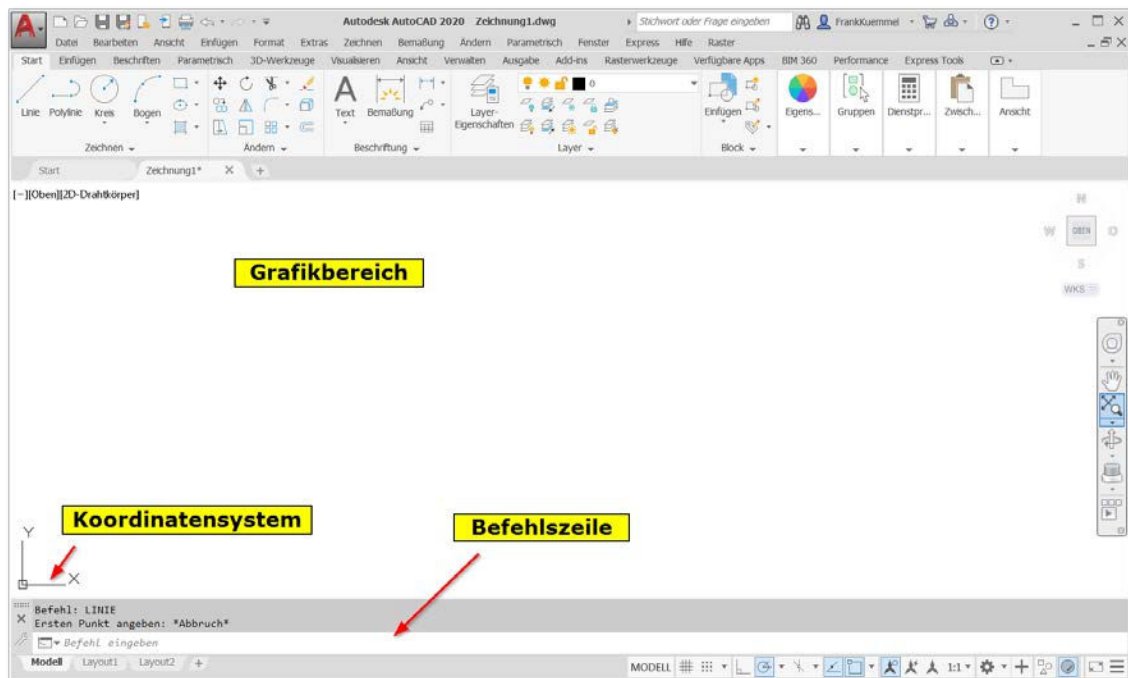 Autodesk AutoCAD 2020 Zeichnung1.dwg Stichwort oder Frage eingeben FrankKuemmel
Datei Bearbeiten Ansicht Einfügen Format Extras Zeichnen Bemaßung Ändern Parametrisch Fenster Express Hilfe Raster
Start Einfügen Beschriften Parametrisch 3D-Werkzeuge Visualisieren Ansicht Verwalten Ausgabe Add-ins Rasterwerkzeuge Verfügbare Apps BIM 360 Performance Express Tools
0
Linie Polylinie Kreis Bogen Text Bemaßung Layer-Eigenschaften Einfügen Eigens... Gruppen Dienstpr... Zwisch... Ansicht
Zeichnen Ändern Beschriftung Layer Block
Start Zeichnung1* +
[−][Oben][2D-Drahtkörper]
N
W OBEN O
S
WKS
Grafikbereich
Koordinatensystem
Befehlszeile
Y
X
Befehl: LINIE
Ersten Punkt angeben: *Abbruch*
Befehl eingeben
Modell Layout1 Layout2 +
MODELL 1:1